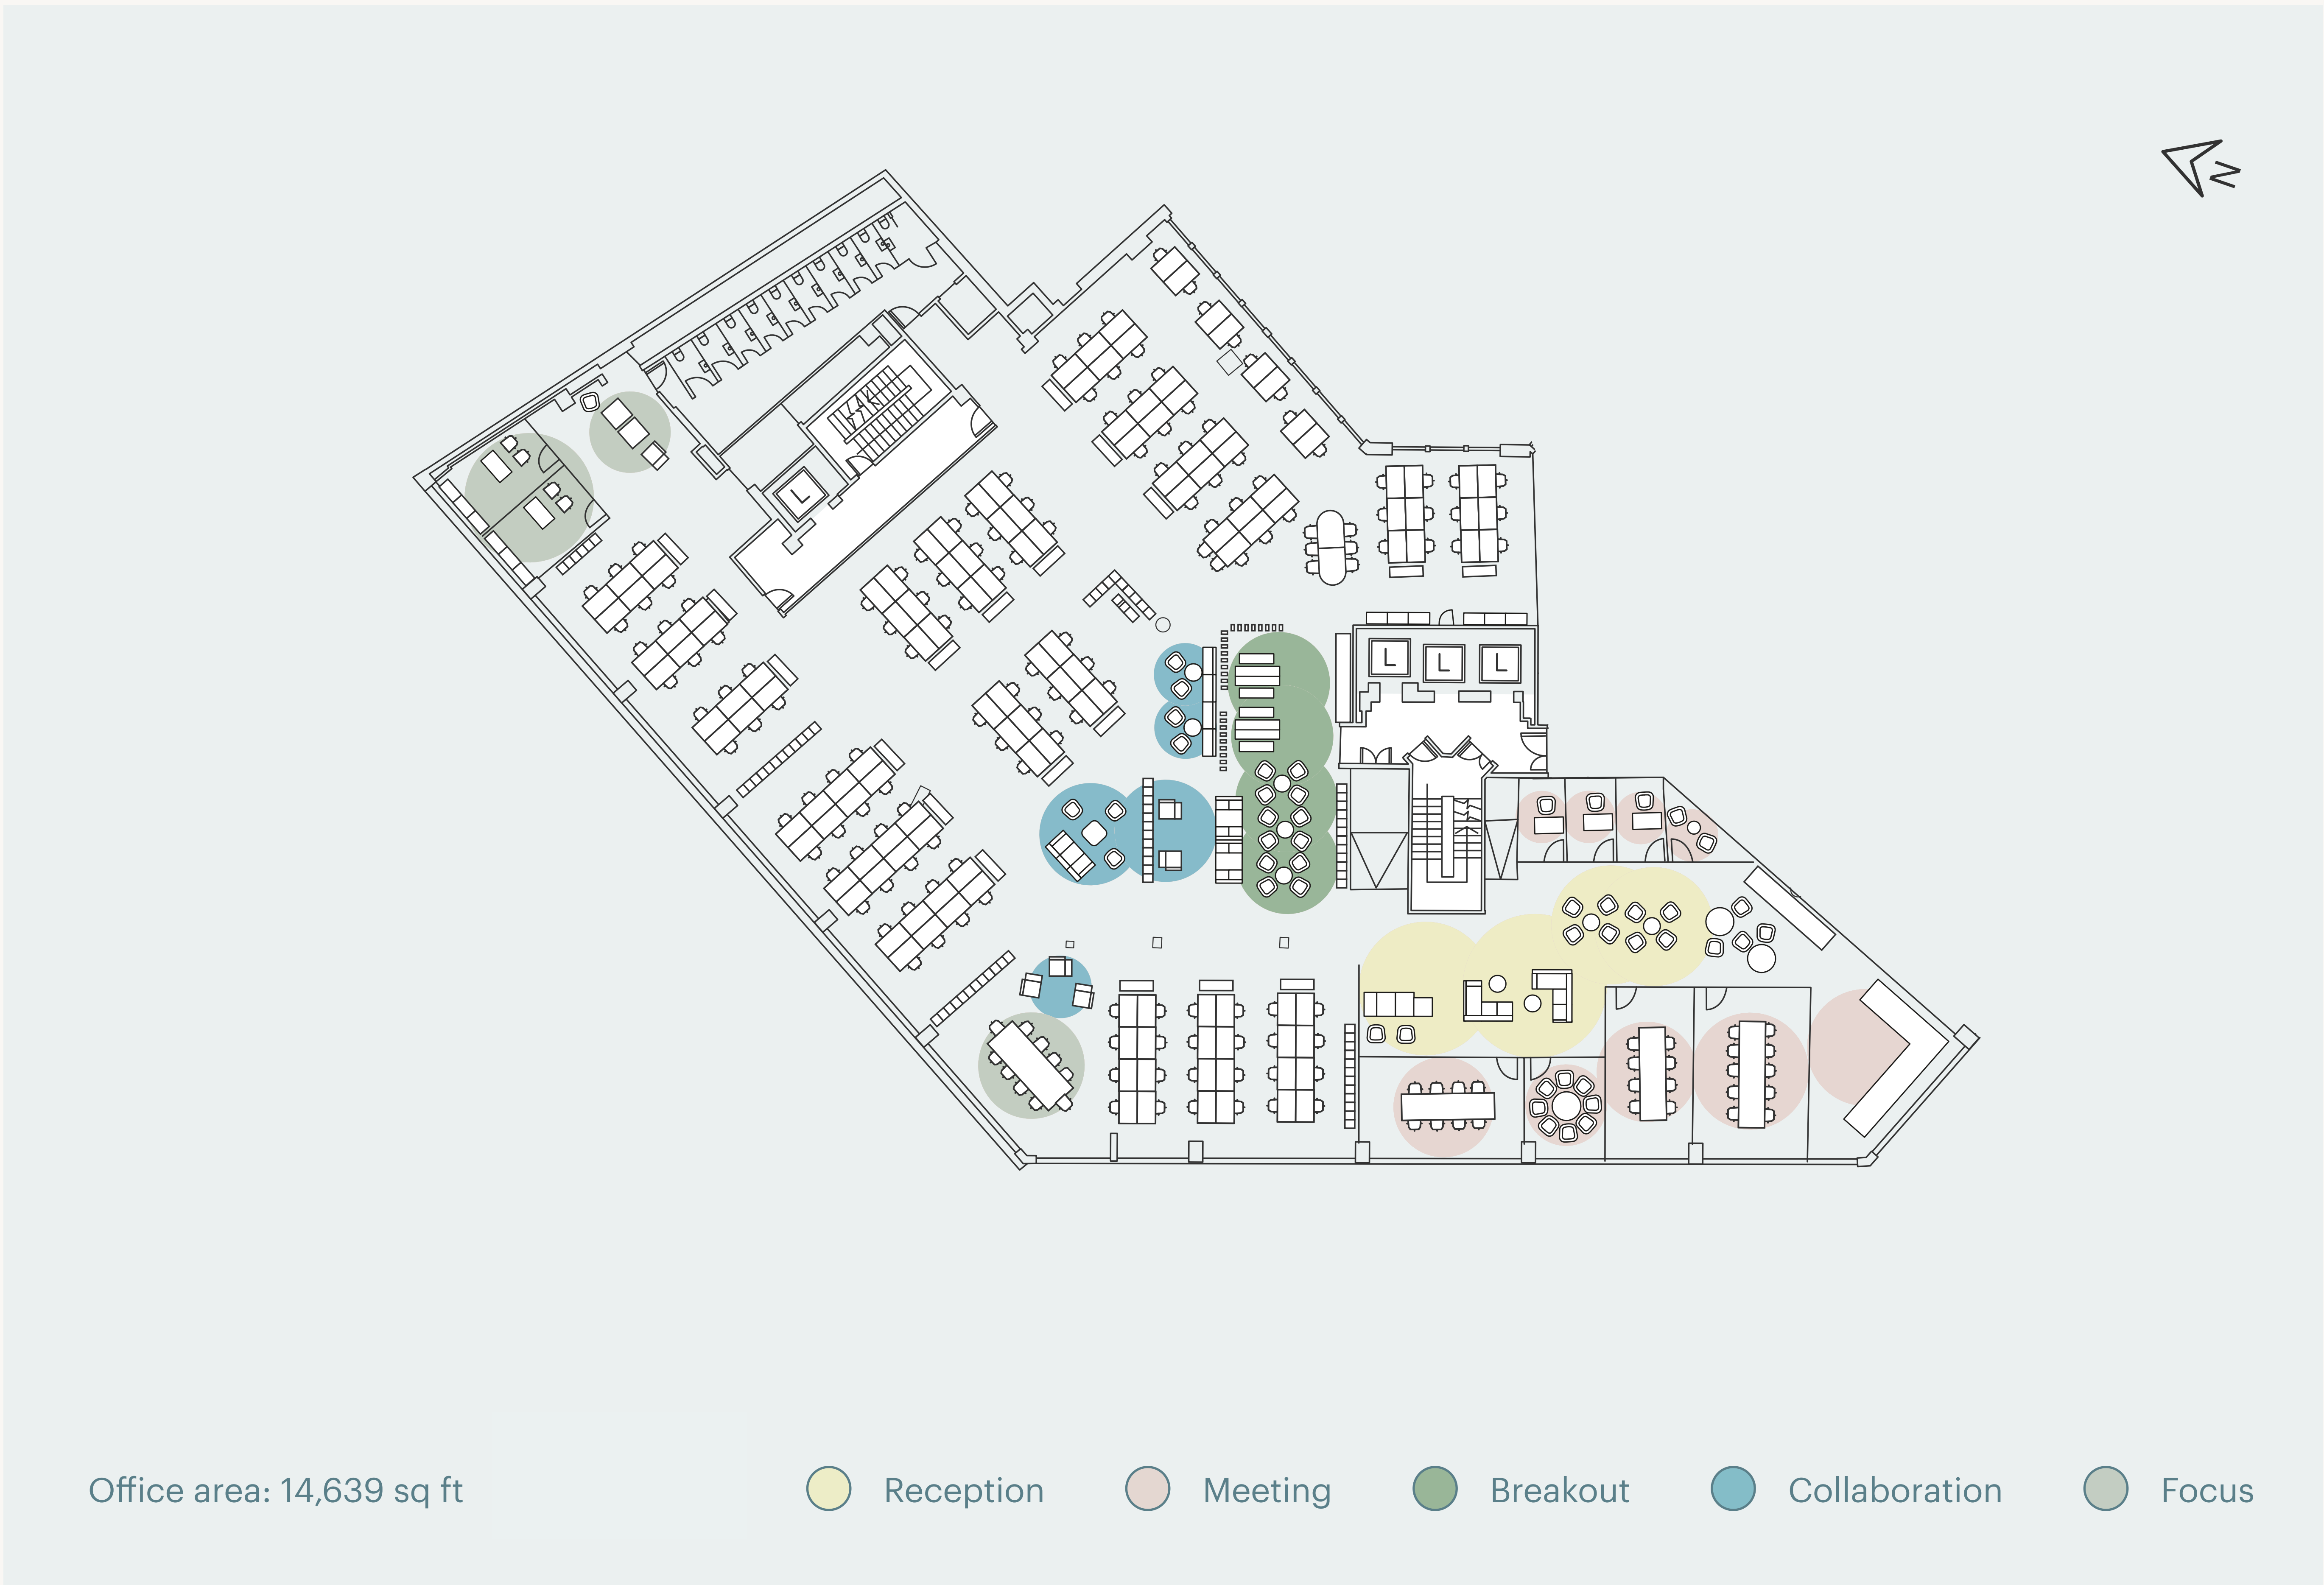 N
L
L L L
Office area: 14,639 sq ft
Reception
Meeting
Breakout
Collaboration
Focus